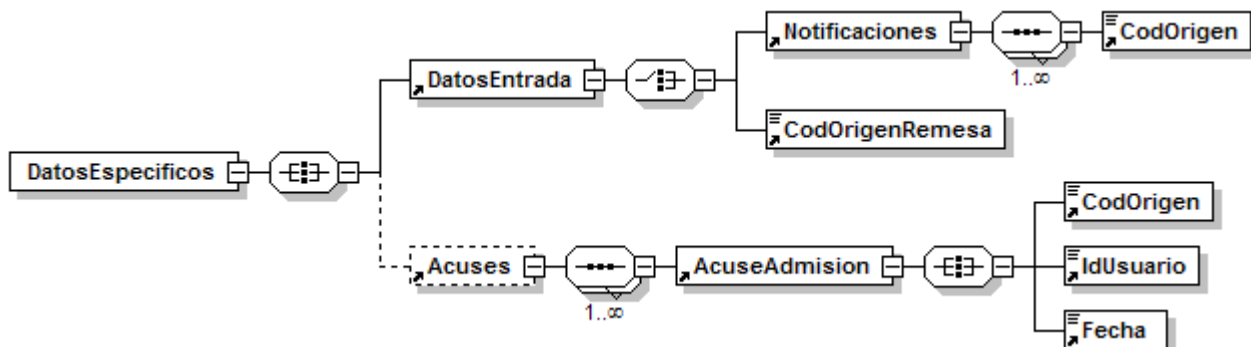 Notificaciones
CodOrigen
1..∞
DatosEntrada
CodOrigenRemesa
DatosEspecificos
CodOrigen
Acuses
AcuseAdmision
IdUsuario
1..∞
Fecha